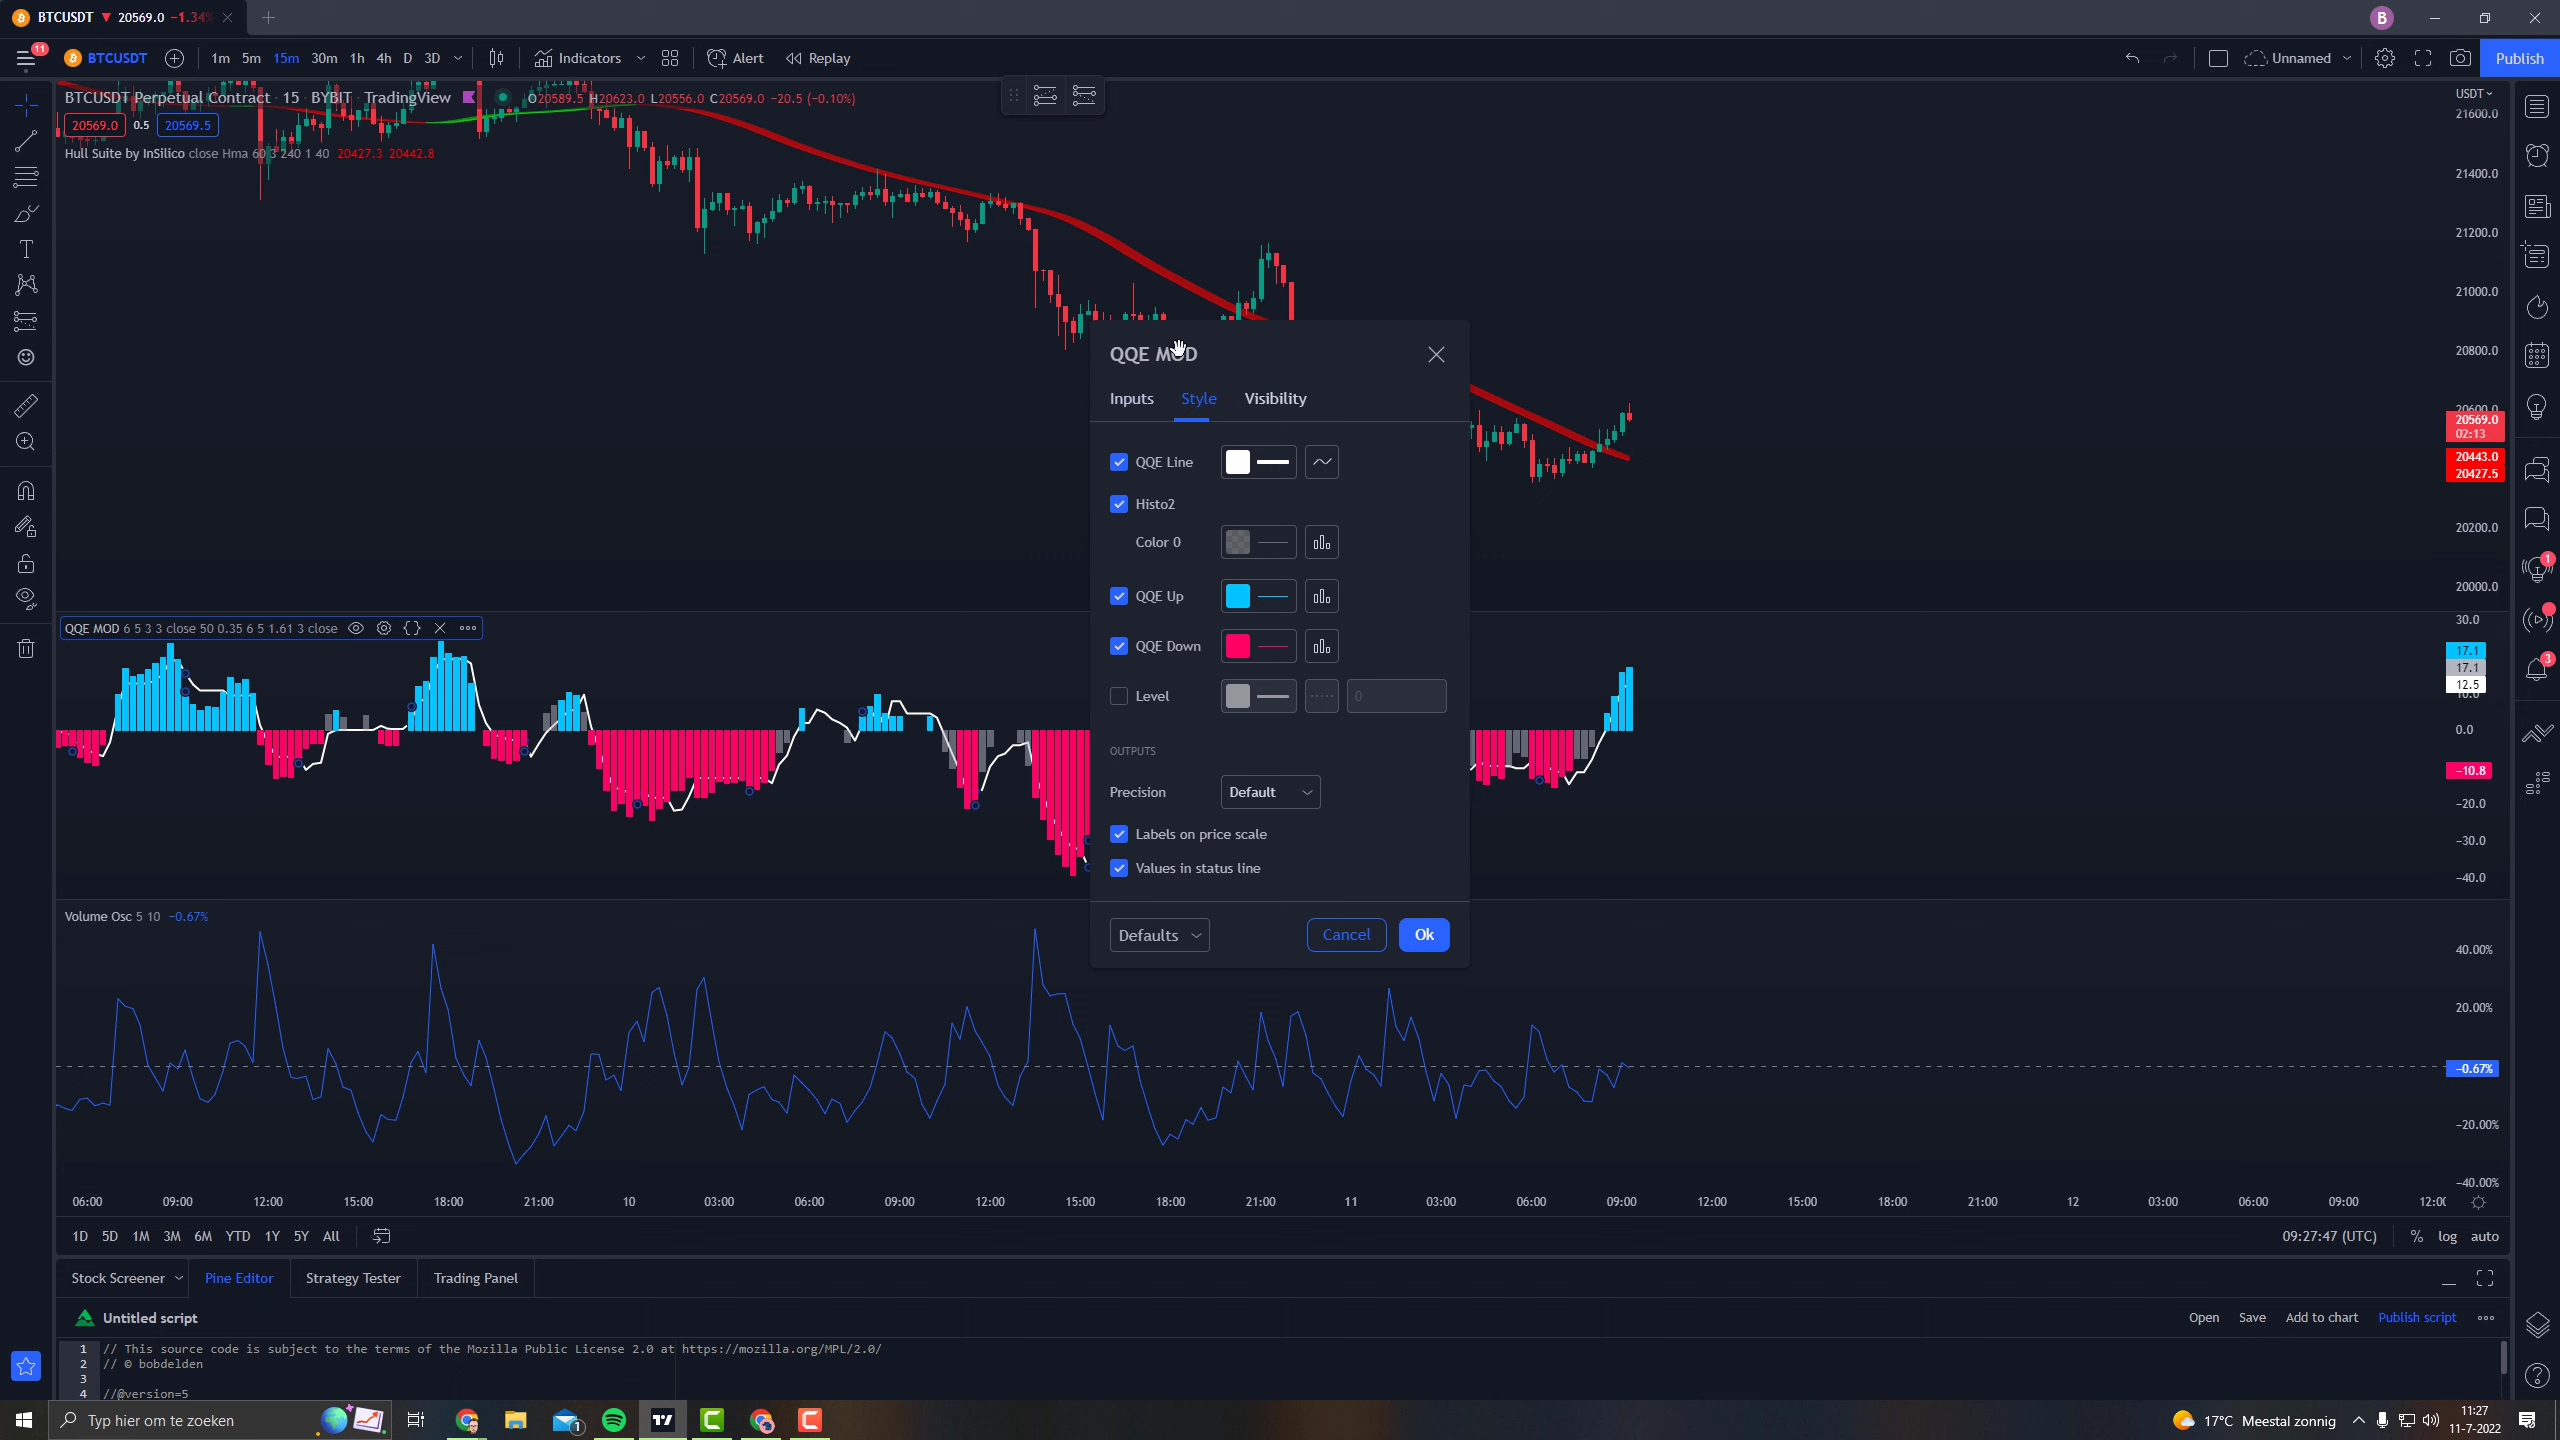 BTCUSDT ▼ 20569.0 −1.34%
B
11
BTCUSDT 1m 5m 15m 30m 1h 4h D 3D Indicators Alert Replay Unnamed Publish
BTCUSDT Perpetual Contract · 15 · BYBIT · TradingView O20589.5 H20623.0 L20556.0 C20569.0 −20.5 (−0.10%)
20569.0 0.5 20569.5
Hull Suite by InSilico close Hma 60 3 240 1 40 20427.3 20442.8
USDT
21600.0
21400.0
21200.0
21000.0
20800.0
20600.0
20569.0
02:13
20443.0
20427.5
20200.0
20000.0
QQE MOD
Inputs Style Visibility
QQE Line
Histo2
Color 0
QQE Up
QQE Down
Level 0
OUTPUTS
Precision Default
Labels on price scale
Values in status line
Defaults Cancel Ok
QQE MOD 6 5 3 3 close 50 0.35 6 5 1.61 3 close
30.0
17.1
17.1
12.5
10.0
0.0
−10.8
−20.0
−30.0
−40.0
1
3
Volume Osc 5 10 −0.67%
40.00%
20.00%
−0.67%
−20.00%
−40.00%
06:00 09:00 12:00 15:00 18:00 21:00 10 03:00 06:00 09:00 12:00 15:00 18:00 21:00 11 03:00 06:00 09:00 12:00 15:00 18:00 21:00 12 03:00 06:00 09:00
1D 5D 1M 3M 6M YTD 1Y 5Y All 09:27:47 (UTC) % log auto
Stock Screener Pine Editor Strategy Tester Trading Panel
Untitled script Open Save Add to chart Publish script
1 // This source code is subject to the terms of the Mozilla Public License 2.0 at https://mozilla.org/MPL/2.0/
2 // © bobdelden
3
4 //@version=5
Typ hier om te zoeken 1 17°C Meestal zonnig 11:27
11-7-2022